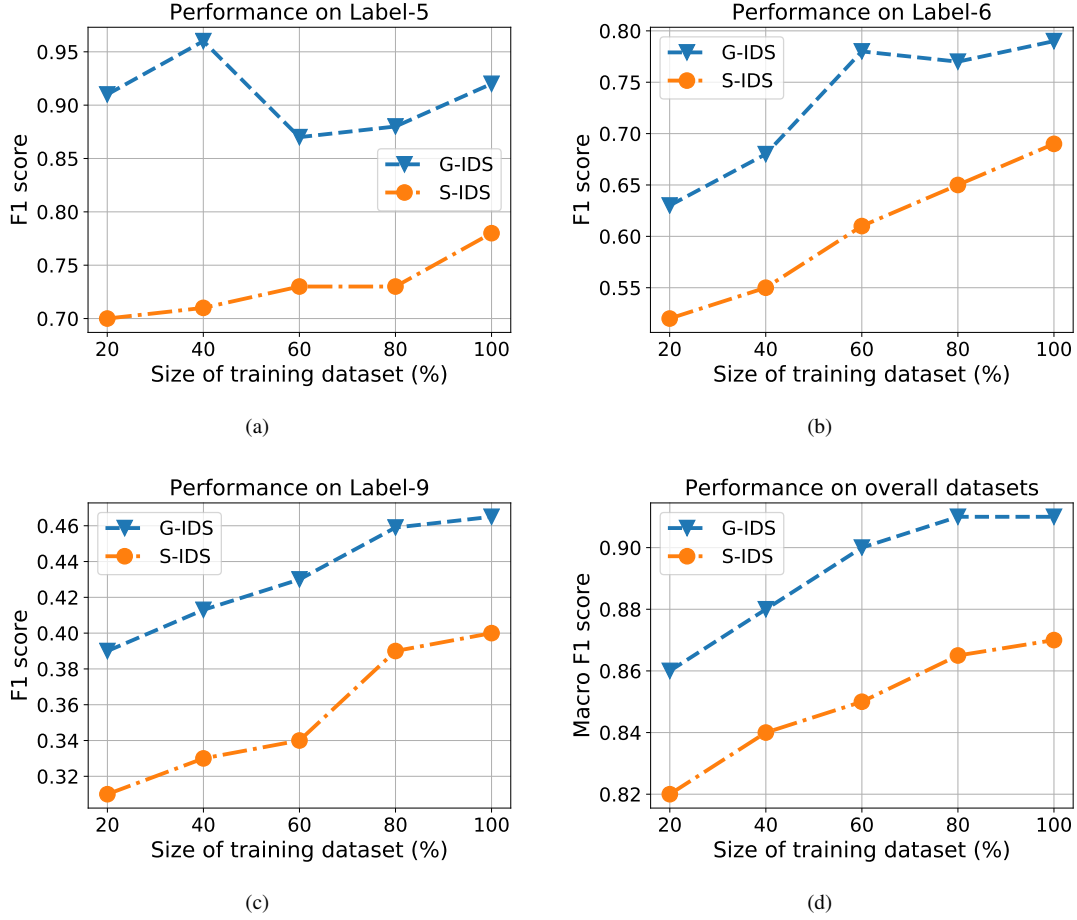 Performance on Label-5
F1 score
0.95
0.90
0.85
0.80
0.75
0.70
G-IDS
S-IDS
20 40 60 80 100
Size of training dataset (%)
(a)
Performance on Label-6
F1 score
0.80
0.75
0.70
0.65
0.60
0.55
G-IDS
S-IDS
20 40 60 80 100
Size of training dataset (%)
(b)
Performance on Label-9
F1 score
0.46
0.44
0.42
0.40
0.38
0.36
0.34
0.32
G-IDS
S-IDS
20 40 60 80 100
Size of training dataset (%)
(c)
Performance on overall datasets
Macro F1 score
0.90
0.88
0.86
0.84
0.82
G-IDS
S-IDS
20 40 60 80 100
Size of training dataset (%)
(d)